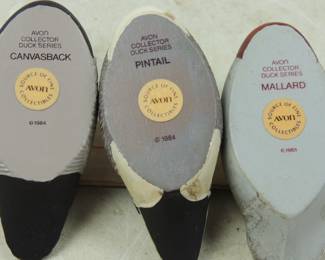 AVON
COLLECTOR
DUCK SERIES
CANVASBACK
SOURCE OF FINE
AVON
COLLECTIBLES
© 1984
AVON
COLLECTOR
DUCK SERIES
PINTAIL
SOURCE OF FINE
AVON
COLLECTIBLES
© 1984
AVON
COLLECTOR
DUCK SERIES
MALLARD
SOURCE OF FINE
AVON
COLLECTIBLES